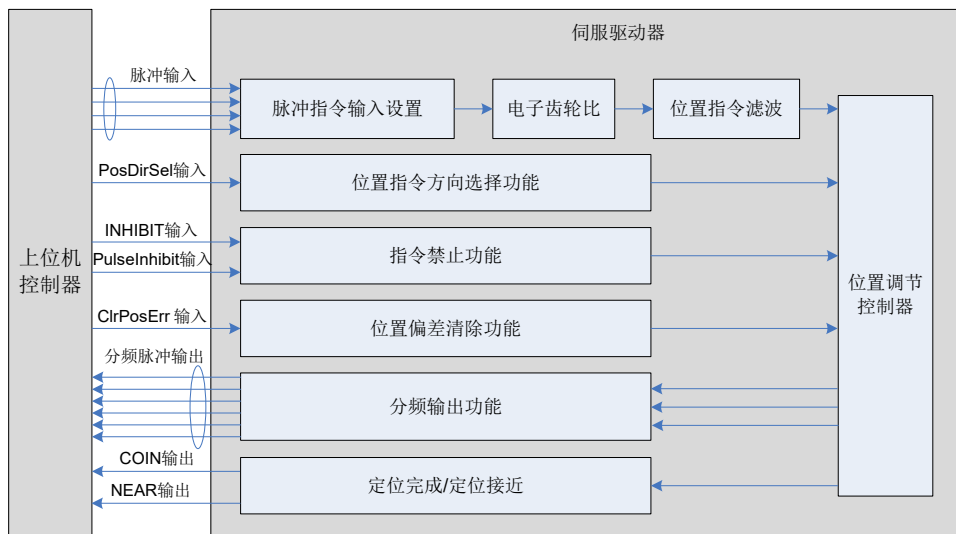 伺服驱动器
脉冲输入
脉冲指令输入设置
电子齿轮比
位置指令滤波
PosDirSel输入
位置指令方向选择功能
INHIBIT输入
PulseInhibit输入
指令禁止功能
上位机
控制器
位置调节
控制器
ClrPosErr 输入
位置偏差清除功能
分频脉冲输出
分频输出功能
COIN输出
NEAR输出
定位完成/定位接近